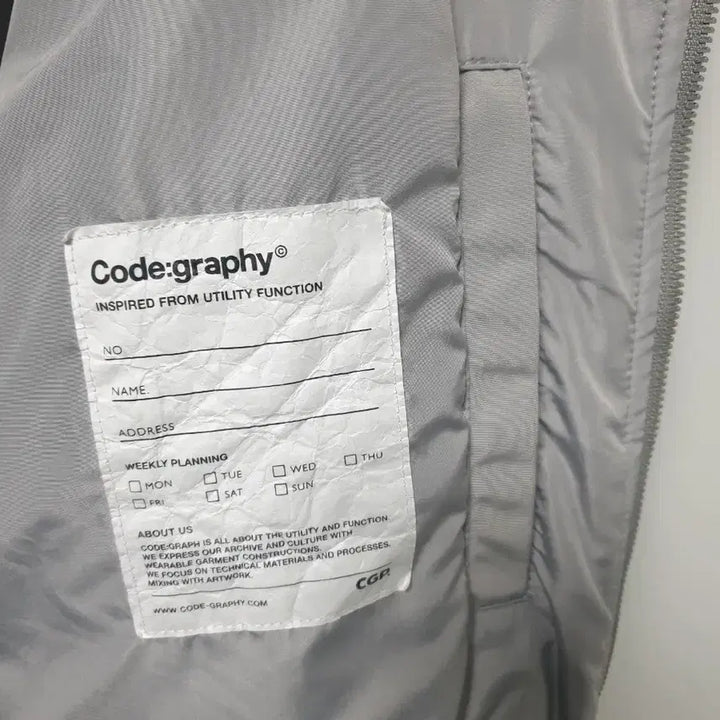 Code:graphy©
INSPIRED FROM UTILITY FUNCTION
NO
NAME.
ADDRESS
WEEKLY PLANNING
MON TUE WED THU
FRI SAT SUN
ABOUT US
CODE:GRAPH IS ALL ABOUT THE UTILITY AND FUNCTION
WE EXPRESS OUR ARCHIVE AND CULTURE WITH
WEARABLE GARMENT CONSTRUCTIONS.
WE FOCUS ON TECHNICAL MATERIALS AND PROCESSES.
MIXING WITH ARTWORK.
CGP.
WWW.CODE-GRAPHY.COM